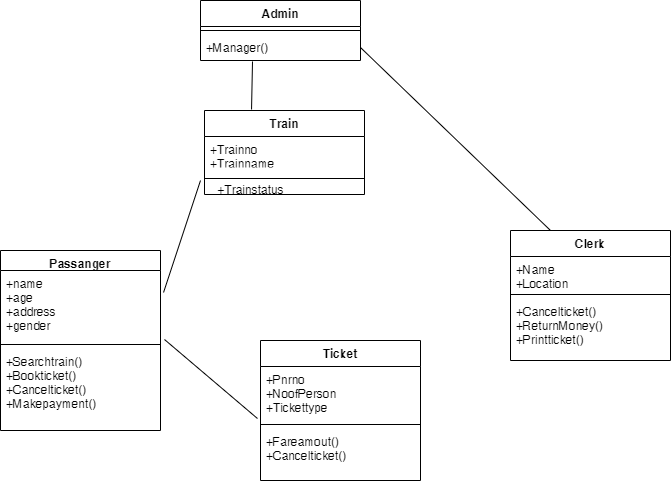 Admin
+Manager()
Train
+Trainno
+Trainname
+Trainstatus
Passanger
+name
+age
+address
+gender
+Searchtrain()
+Bookticket()
+Cancelticket()
+Makepayment()
Clerk
+Name
+Location
+Cancelticket()
+ReturnMoney()
+Printticket()
Ticket
+Pnrno
+NoofPerson
+Tickettype
+Fareamout()
+Cancelticket()